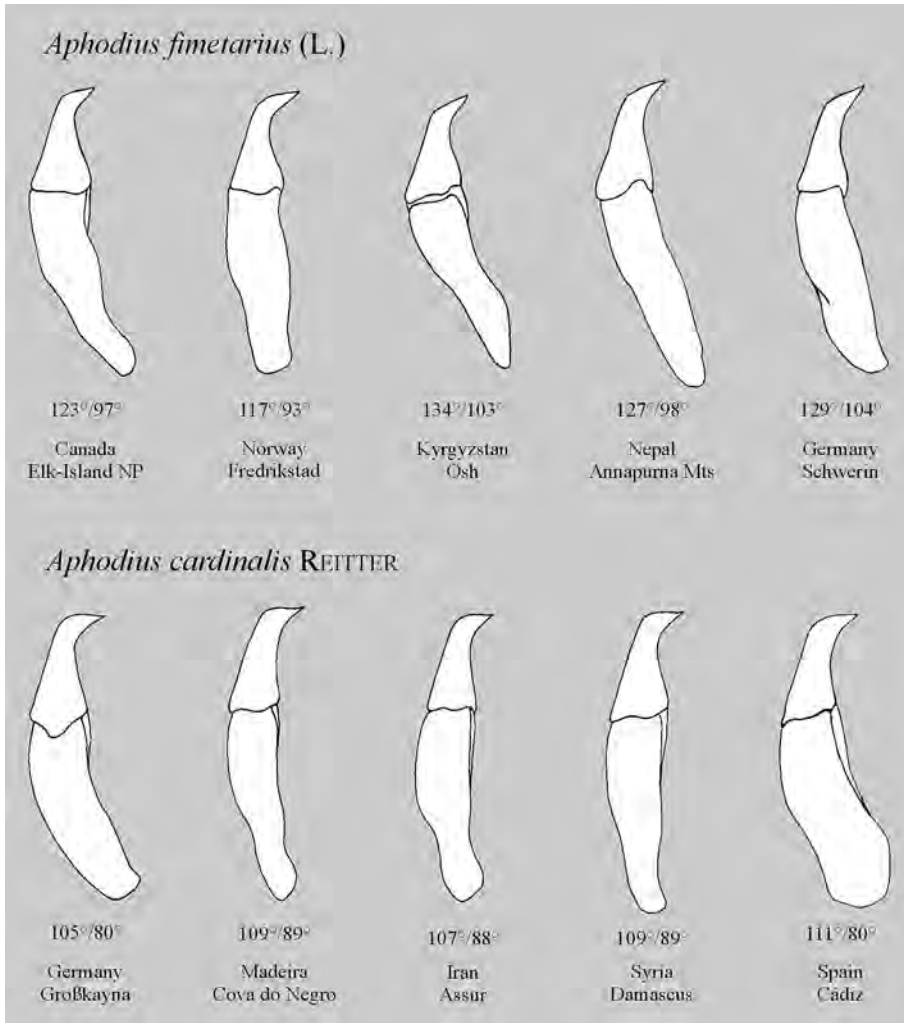 Aphodius fimetarius (L.)
123°/97°
117°/93°
134°/103°
127°/98°
129°/104°
Canada
Elk-Island NP
Norway
Fredrikstad
Kyrgyzstan
Osh
Nepal
Annapurna Mts
Germany
Schwerin
Aphodius cardinalis REITTER
105°/80°
109°/89°
107°/88°
109°/89°
111°/80°
Germany
Großkayna
Madeira
Cova do Negro
Iran
Assur
Syria
Damascus
Spain
Cádiz